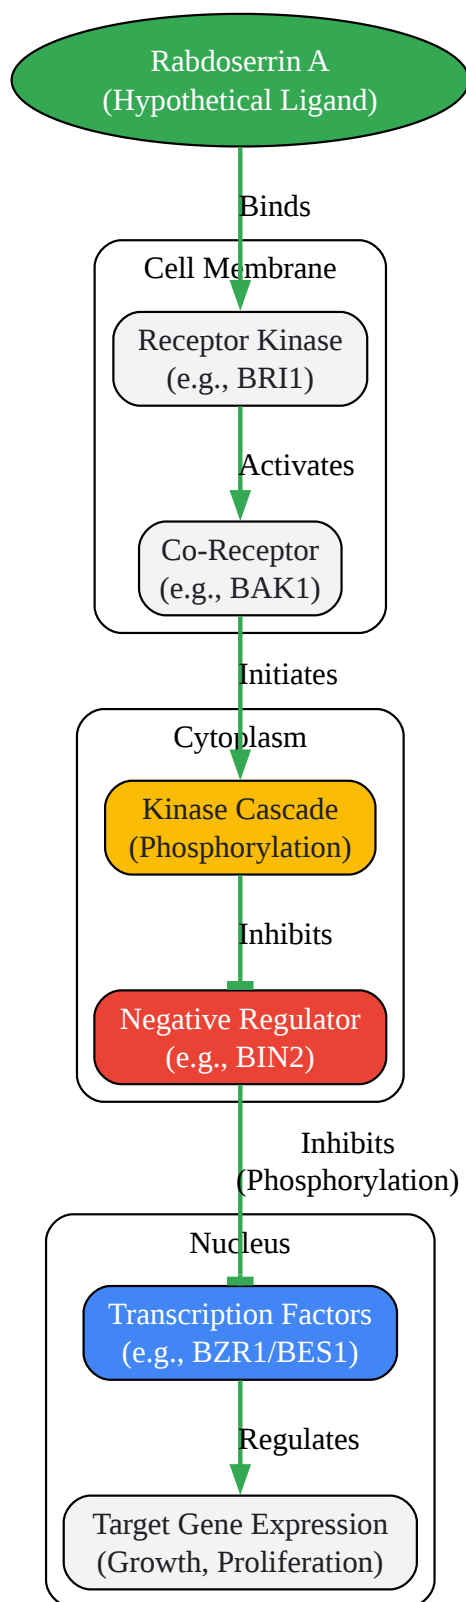 Rabdoserrin A
(Hypothetical Ligand)
Binds
Cell Membrane
Receptor Kinase
(e.g., BRI1)
Activates
Co-Receptor
(e.g., BAK1)
Initiates
Cytoplasm
Kinase Cascade
(Phosphorylation)
Inhibits
Negative Regulator
(e.g., BIN2)
Inhibits
(Phosphorylation)
Nucleus
Transcription Factors
(e.g., BZR1/BES1)
Regulates
Target Gene Expression
(Growth, Proliferation)